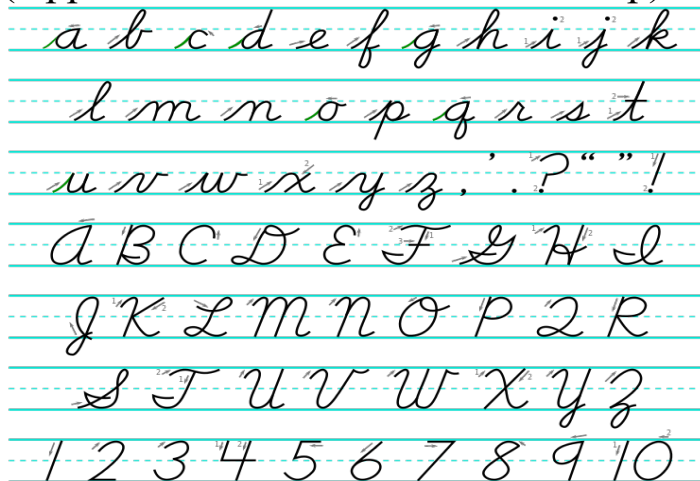 a b c d e f g h i j k
l m n o p q r s t
u v w x y z , ’ . ? “ ” !
A B C D E F G H I
J K L M N O P Q R
S T U V W X Y Z
1 2 3 4 5 6 7 8 9 10